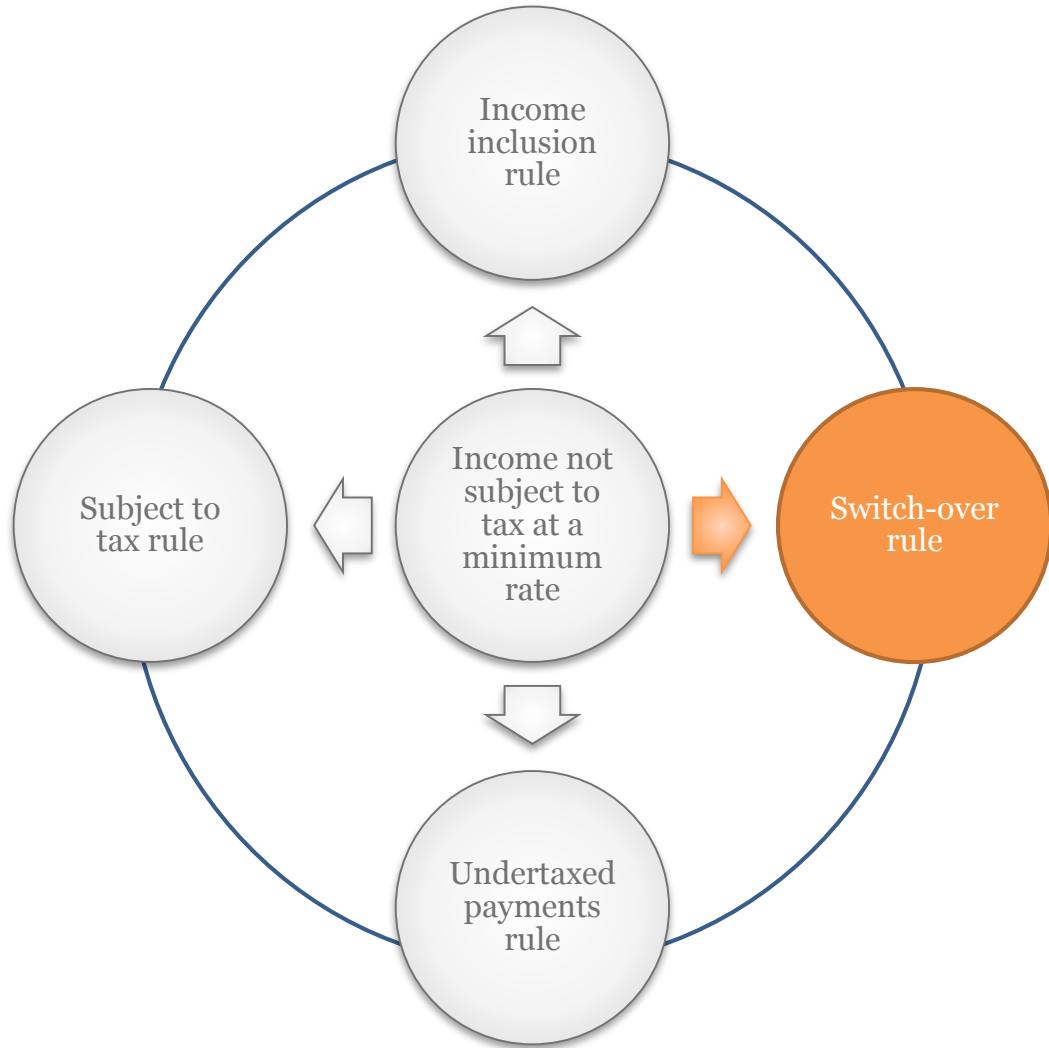 Income
inclusion
rule
Subject to
tax rule
Income not
subject to
tax at a
minimum
rate
Switch-over
rule
Undertaxed
payments
rule